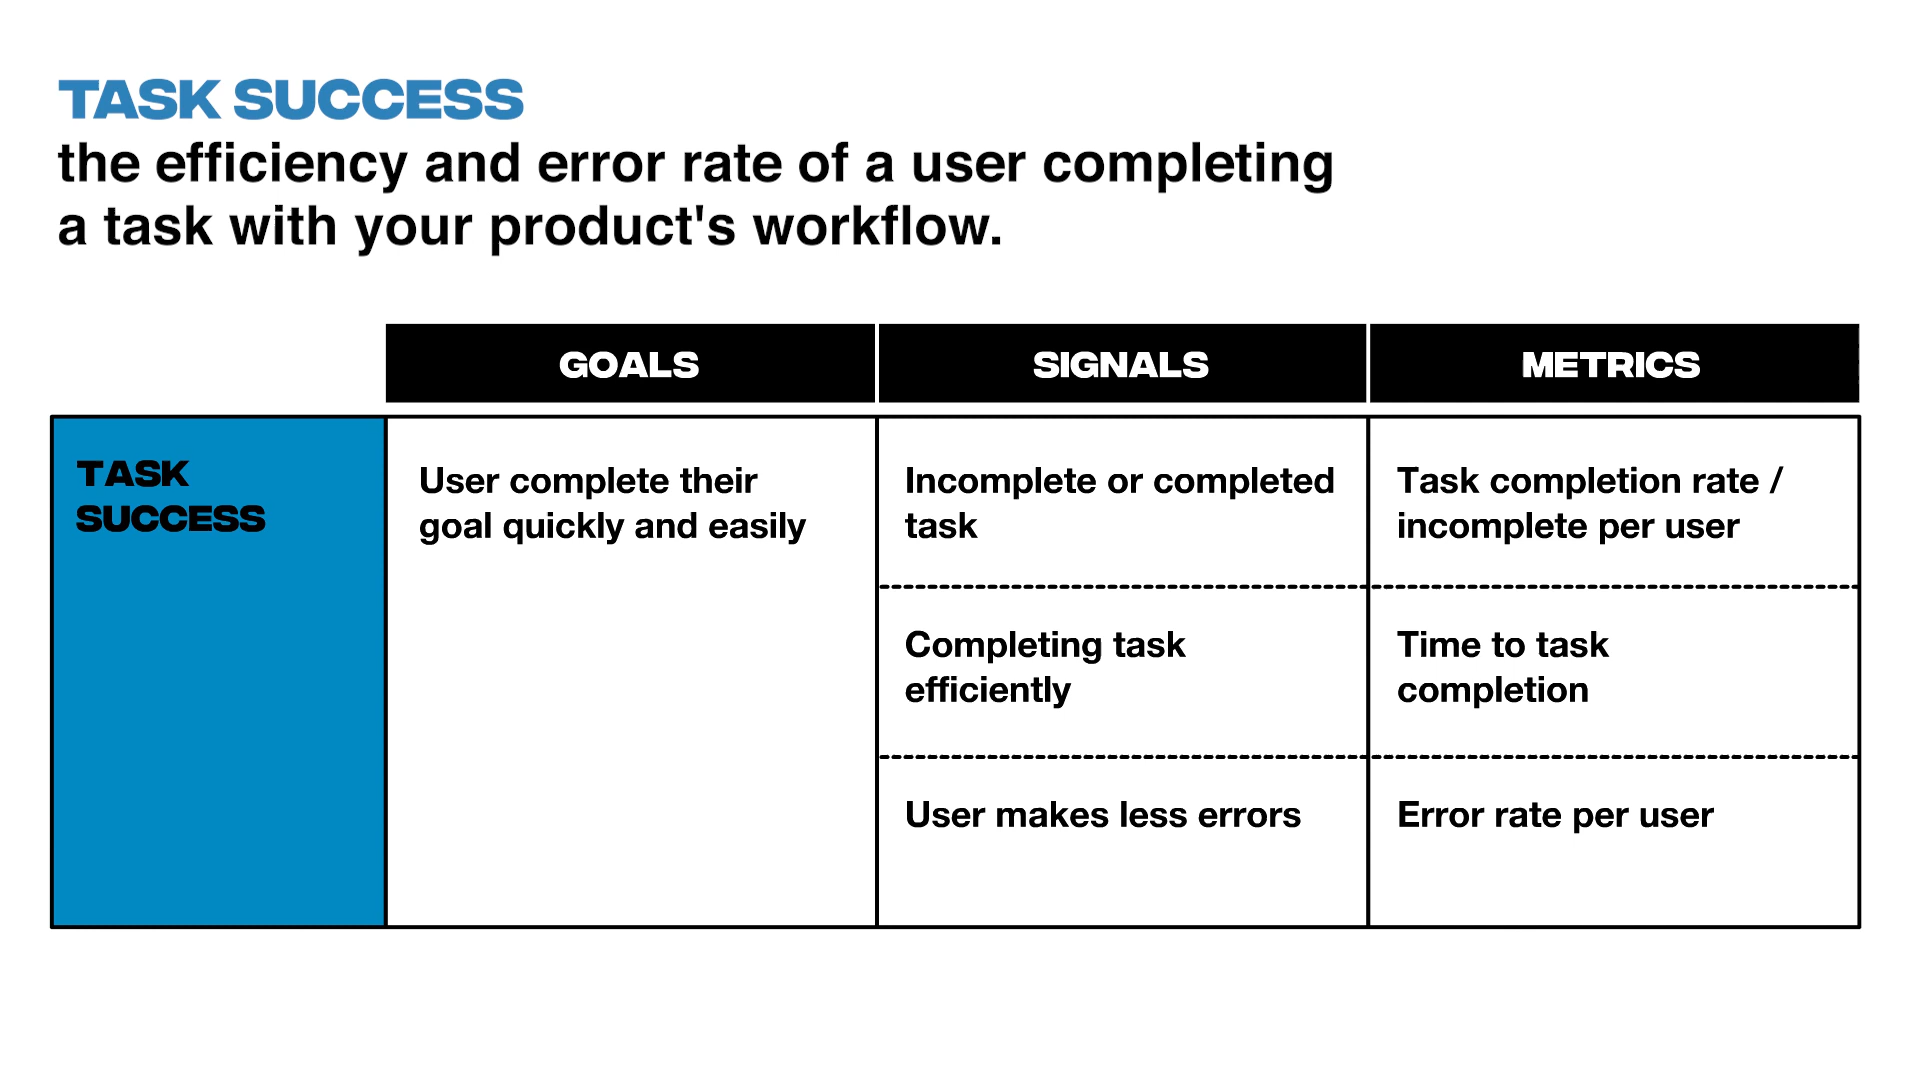 TASK SUCCESS
the efficiency and error rate of a user completing
a task with your product's workflow.
GOALS
SIGNALS
METRICS
TASK
SUCCESS
User complete their
goal quickly and easily
Incomplete or completed
task
Task completion rate /
incomplete per user
Completing task
efficiently
Time to task
completion
User makes less errors
Error rate per user